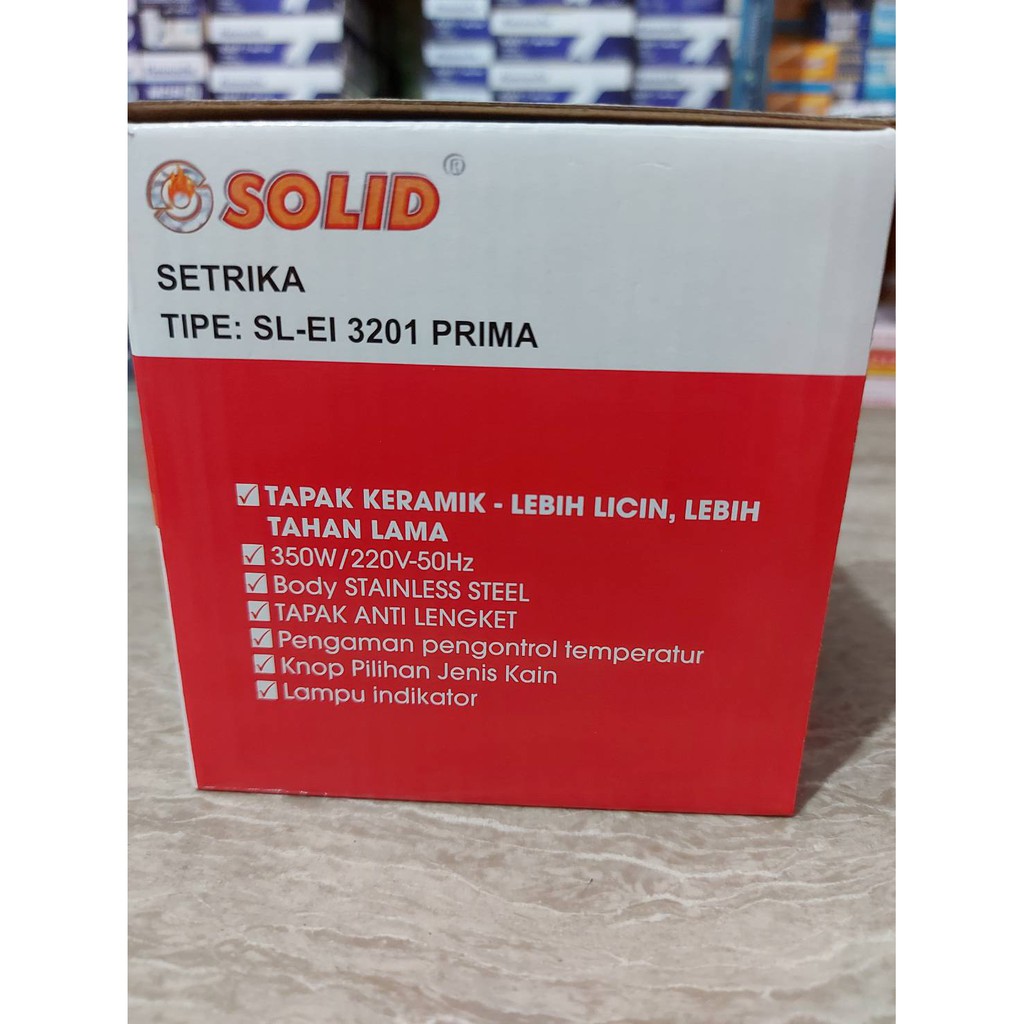 SOLID ®
SETRIKA
TIPE: SL-EI 3201 PRIMA
TAPAK KERAMIK - LEBIH LICIN, LEBIH
TAHAN LAMA
350W/220V-50Hz
Body STAINLESS STEEL
TAPAK ANTI LENGKET
Pengaman pengontrol temperatur
Knop Pilihan Jenis Kain
Lampu indikator